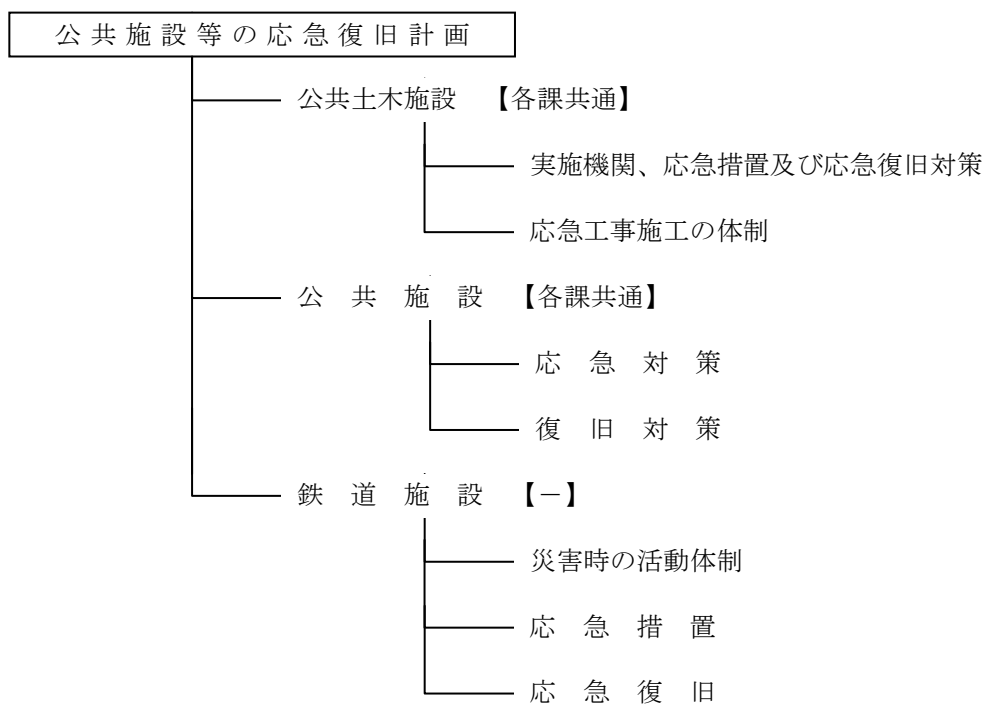 公共施設等の応急復旧計画
公共土木施設 【各課共通】
実施機関、応急措置及び応急復旧対策
応急工事施工の体制
公共施設 【各課共通】
応急対策
復旧対策
鉄道施設 【－】
災害時の活動体制
応急措置
応急復旧